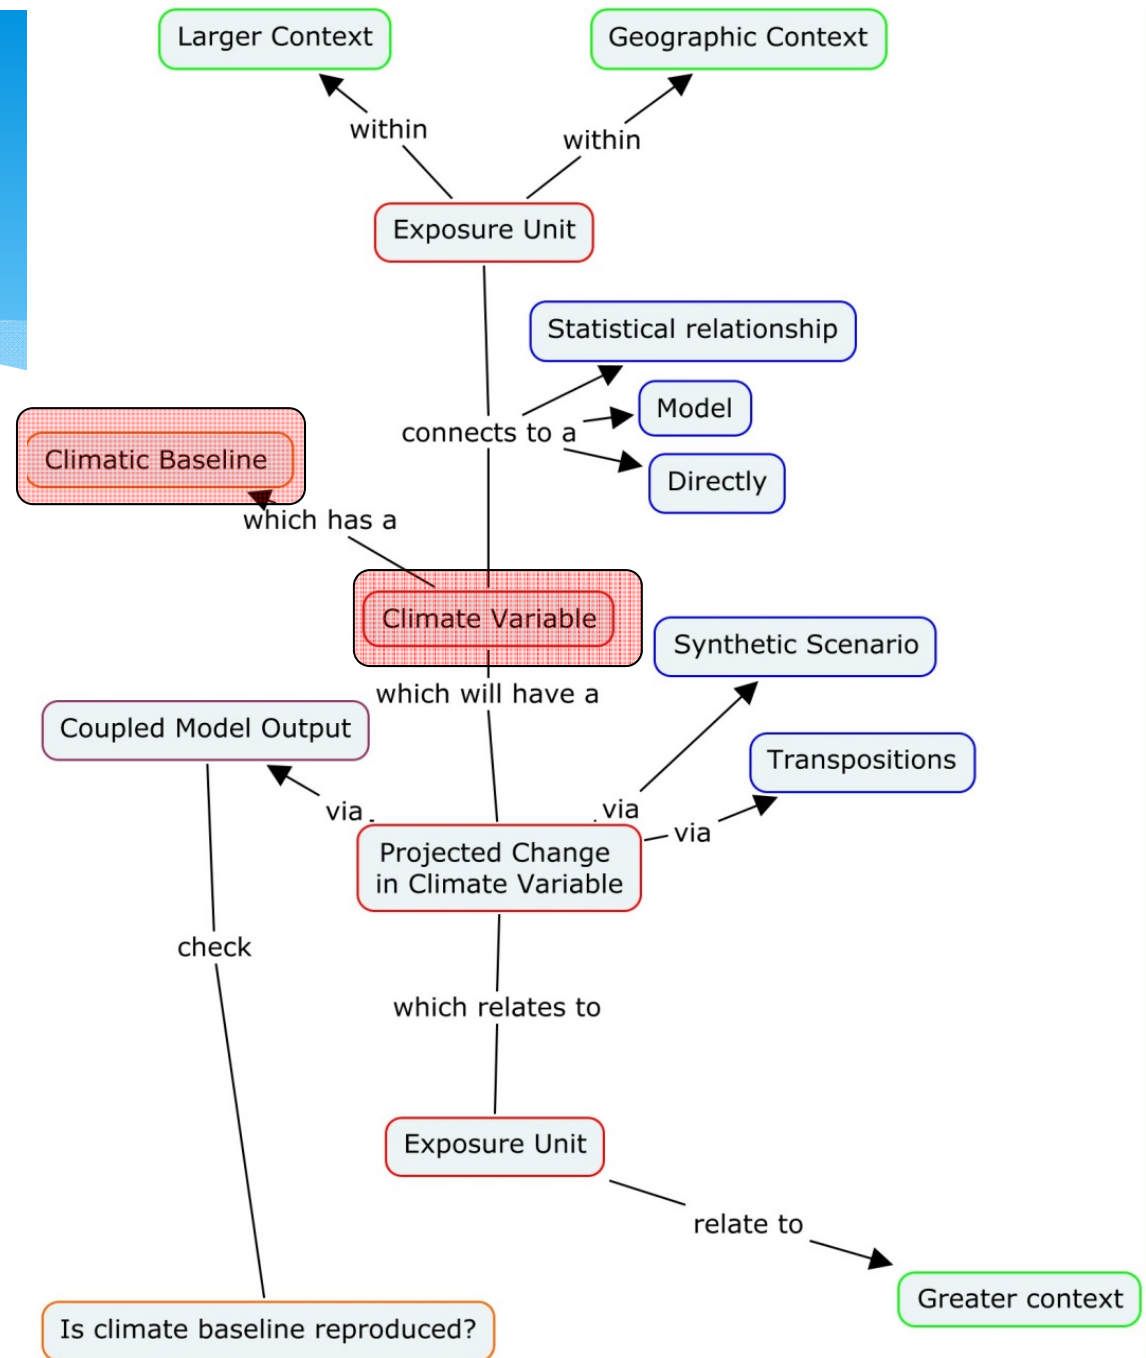 Larger Context
Geographic Context
within
within
Exposure Unit
Statistical relationship
Model
connects to a
Directly
Climatic Baseline
which has a
Climate Variable
Synthetic Scenario
which will have a
Coupled Model Output
Transpositions
via
via
via
Projected Change
in Climate Variable
check
which relates to
Exposure Unit
relate to
Greater context
Is climate baseline reproduced?